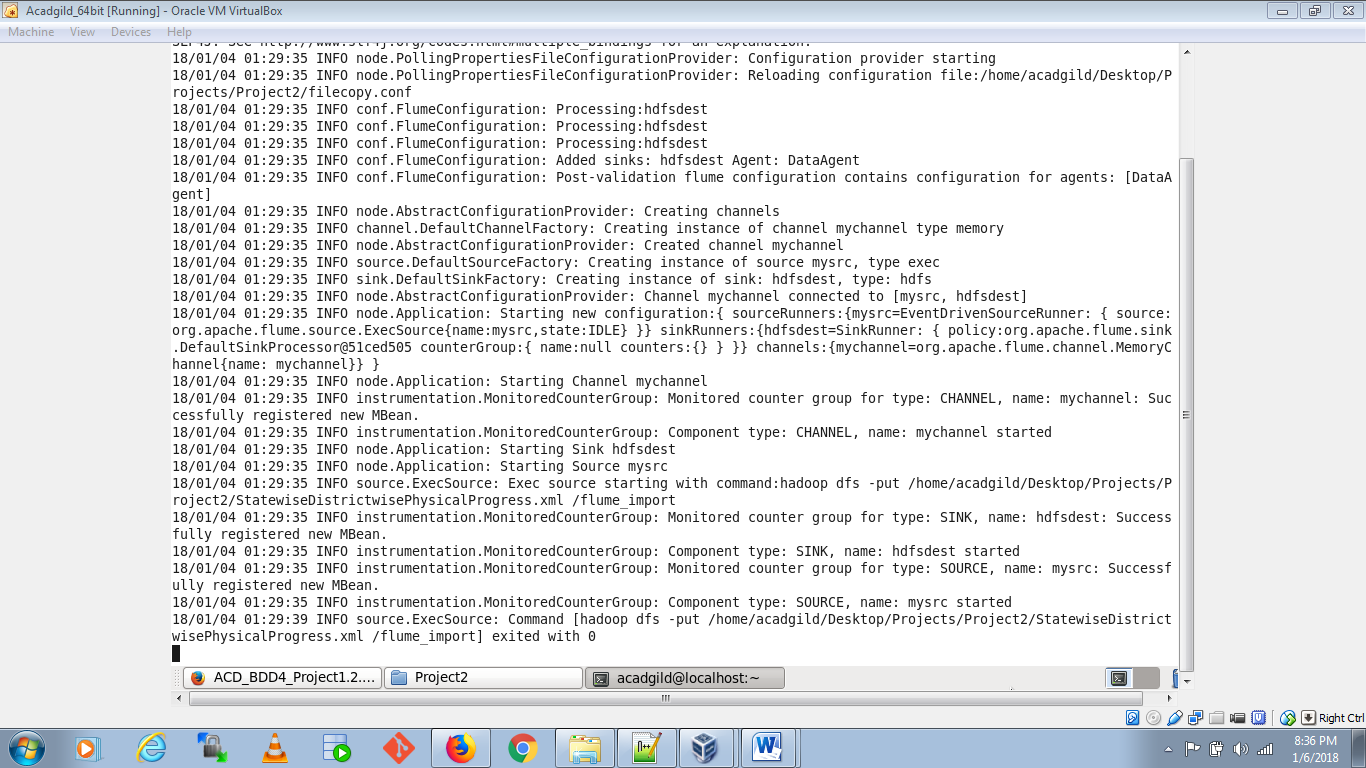 Acadgild_64bit [Running] - Oracle VM VirtualBox
Machine View Devices Help
SLF4J: See http://www.slf4j.org/codes.html#multiple_bindings for an explanation.
18/01/04 01:29:35 INFO node.PollingPropertiesFileConfigurationProvider: Configuration provider starting
18/01/04 01:29:35 INFO node.PollingPropertiesFileConfigurationProvider: Reloading configuration file:/home/acadgild/Desktop/P
rojects/Project2/filecopy.conf
18/01/04 01:29:35 INFO conf.FlumeConfiguration: Processing:hdfsdest
18/01/04 01:29:35 INFO conf.FlumeConfiguration: Processing:hdfsdest
18/01/04 01:29:35 INFO conf.FlumeConfiguration: Processing:hdfsdest
18/01/04 01:29:35 INFO conf.FlumeConfiguration: Added sinks: hdfsdest Agent: DataAgent
18/01/04 01:29:35 INFO conf.FlumeConfiguration: Post-validation flume configuration contains configuration for agents: [DataA
gent]
18/01/04 01:29:35 INFO node.AbstractConfigurationProvider: Creating channels
18/01/04 01:29:35 INFO channel.DefaultChannelFactory: Creating instance of channel mychannel type memory
18/01/04 01:29:35 INFO node.AbstractConfigurationProvider: Created channel mychannel
18/01/04 01:29:35 INFO source.DefaultSourceFactory: Creating instance of source mysrc, type exec
18/01/04 01:29:35 INFO sink.DefaultSinkFactory: Creating instance of sink: hdfsdest, type: hdfs
18/01/04 01:29:35 INFO node.AbstractConfigurationProvider: Channel mychannel connected to [mysrc, hdfsdest]
18/01/04 01:29:35 INFO node.Application: Starting new configuration:{ sourceRunners:{mysrc=EventDrivenSourceRunner: { source:
org.apache.flume.source.ExecSource{name:mysrc,state:IDLE} }} sinkRunners:{hdfsdest=SinkRunner: { policy:org.apache.flume.sink
.DefaultSinkProcessor@51ced505 counterGroup:{ name:null counters:{} } }} channels:{mychannel=org.apache.flume.channel.MemoryC
hannel{name: mychannel}} }
18/01/04 01:29:35 INFO node.Application: Starting Channel mychannel
18/01/04 01:29:35 INFO instrumentation.MonitoredCounterGroup: Monitored counter group for type: CHANNEL, name: mychannel: Suc
cessfully registered new MBean.
18/01/04 01:29:35 INFO instrumentation.MonitoredCounterGroup: Component type: CHANNEL, name: mychannel started
18/01/04 01:29:35 INFO node.Application: Starting Sink hdfsdest
18/01/04 01:29:35 INFO node.Application: Starting Source mysrc
18/01/04 01:29:35 INFO source.ExecSource: Exec source starting with command:hadoop dfs -put /home/acadgild/Desktop/Projects/P
roject2/StatewiseDistrictwisePhysicalProgress.xml /flume_import
18/01/04 01:29:35 INFO instrumentation.MonitoredCounterGroup: Monitored counter group for type: SINK, name: hdfsdest: Success
fully registered new MBean.
18/01/04 01:29:35 INFO instrumentation.MonitoredCounterGroup: Component type: SINK, name: hdfsdest started
18/01/04 01:29:35 INFO instrumentation.MonitoredCounterGroup: Monitored counter group for type: SOURCE, name: mysrc: Successf
ully registered new MBean.
18/01/04 01:29:35 INFO instrumentation.MonitoredCounterGroup: Component type: SOURCE, name: mysrc started
18/01/04 01:29:39 INFO source.ExecSource: Command [hadoop dfs -put /home/acadgild/Desktop/Projects/Project2/StatewiseDistrict
wisePhysicalProgress.xml /flume_import] exited with 0
ACD_BDD4_Project1.2.... Project2 acadgild@localhost:~
Right Ctrl
8:36 PM
1/6/2018